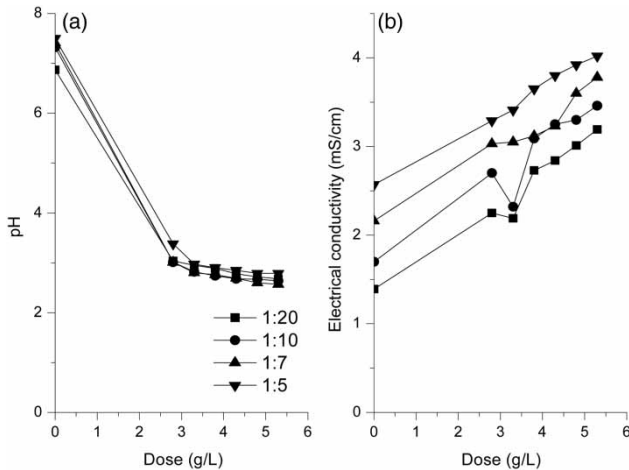 (a)
pH
8
6
4
2
0
0 1 2 3 4 5 6
Dose (g/L)
1:20
1:10
1:7
1:5
(b)
Electrical conductivity (mS/cm)
4
3
2
1
0 1 2 3 4 5 6
Dose (g/L)